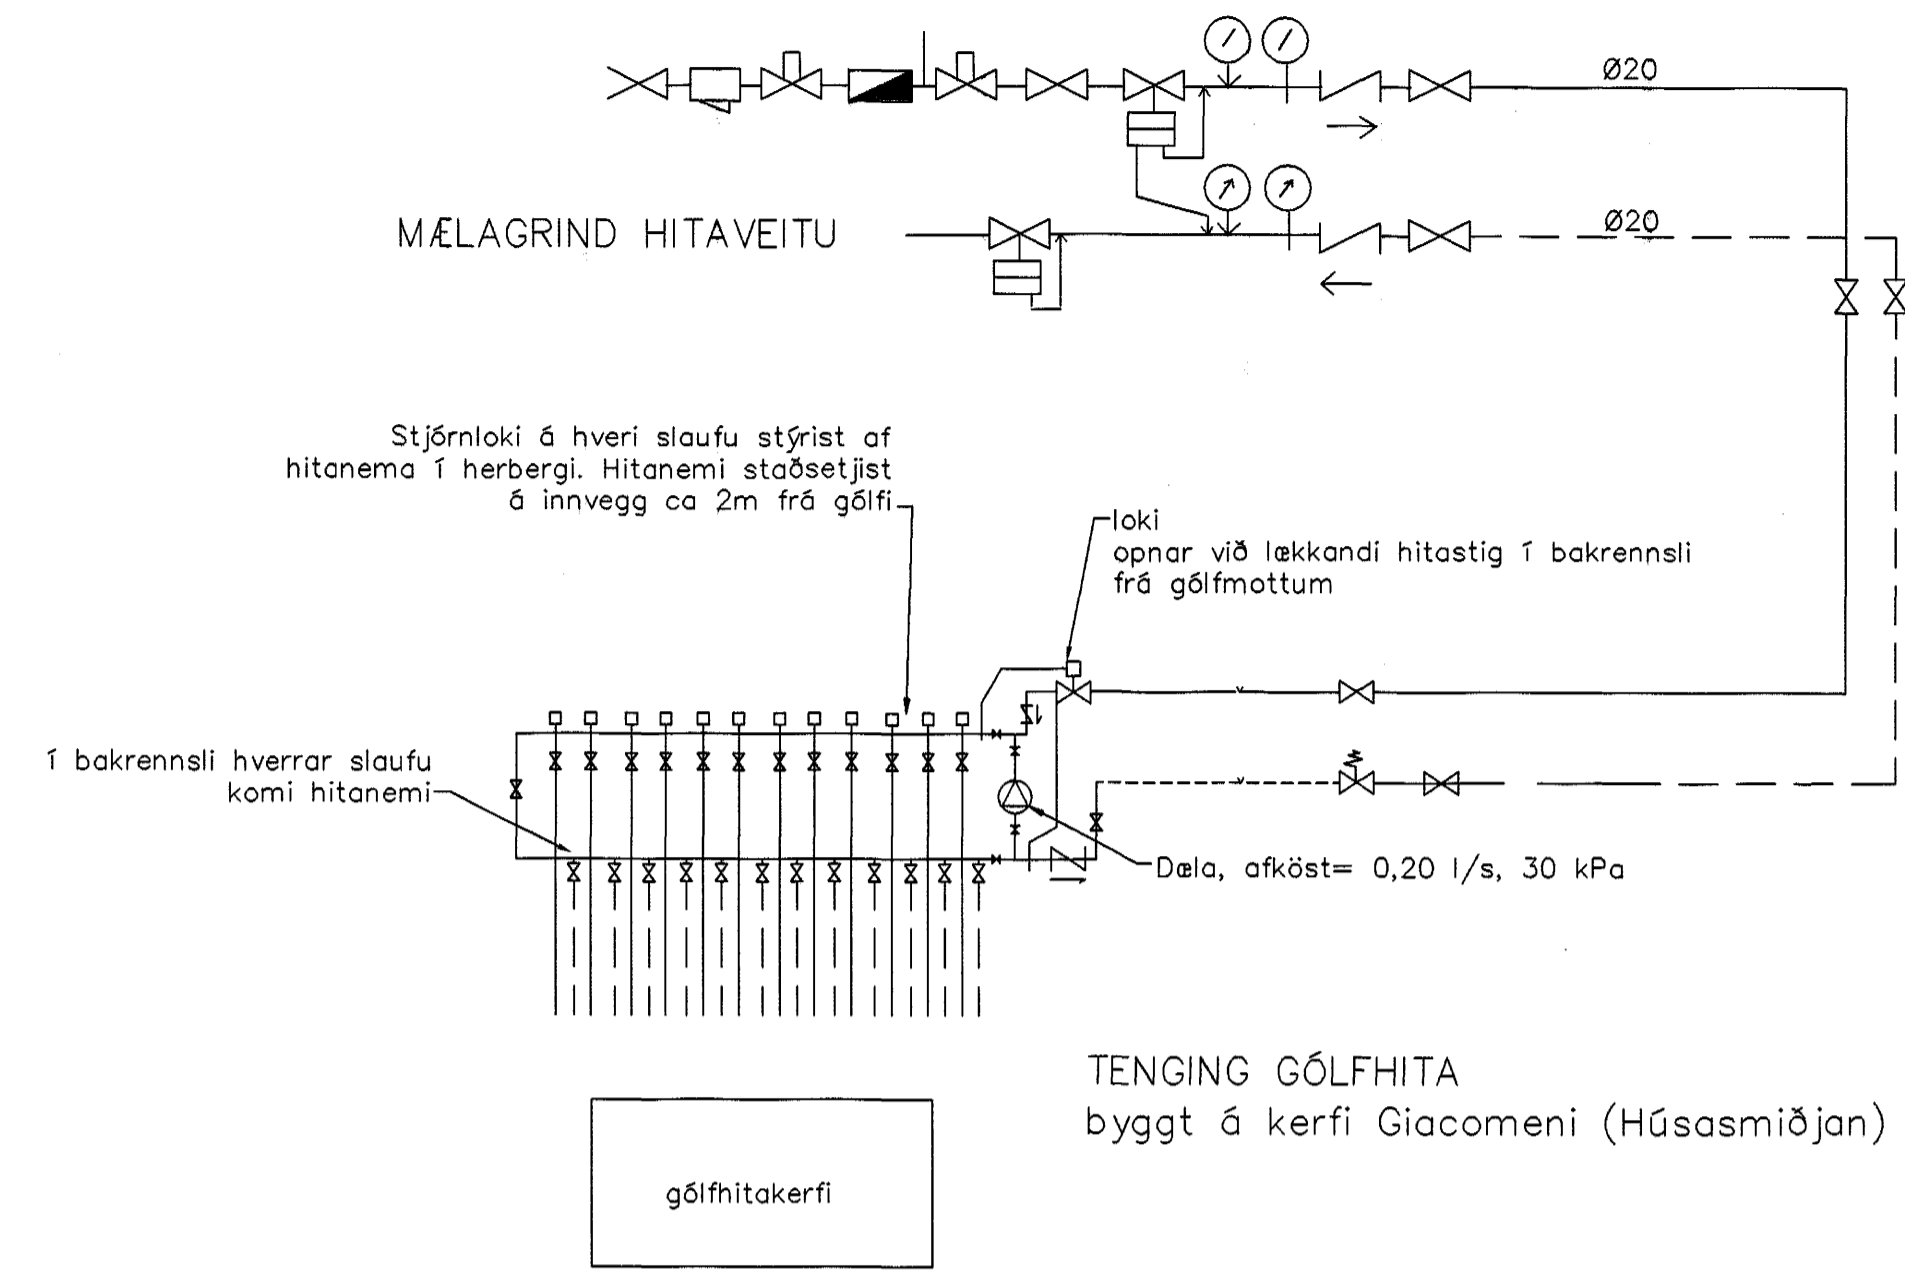 Ø20
MÆLAGRIND HITAVEITU
Ø20
Stjórnloki á hveri slaufu stýrist af
hitanema í herbergi. Hitanemi staðsetjist
á innvegg ca 2m frá gólfi
loki
opnar við lækkandi hitastig í bakrennsli
frá gólfmottum
í bakrennsli hverrar slaufu
komi hitanemi
Dæla, afköst= 0,20 l/s, 30 kPa
TENGING GÓLFHITA
byggt á kerfi Giacomeni (Húsasmiðjan)
gólfhitakerfi